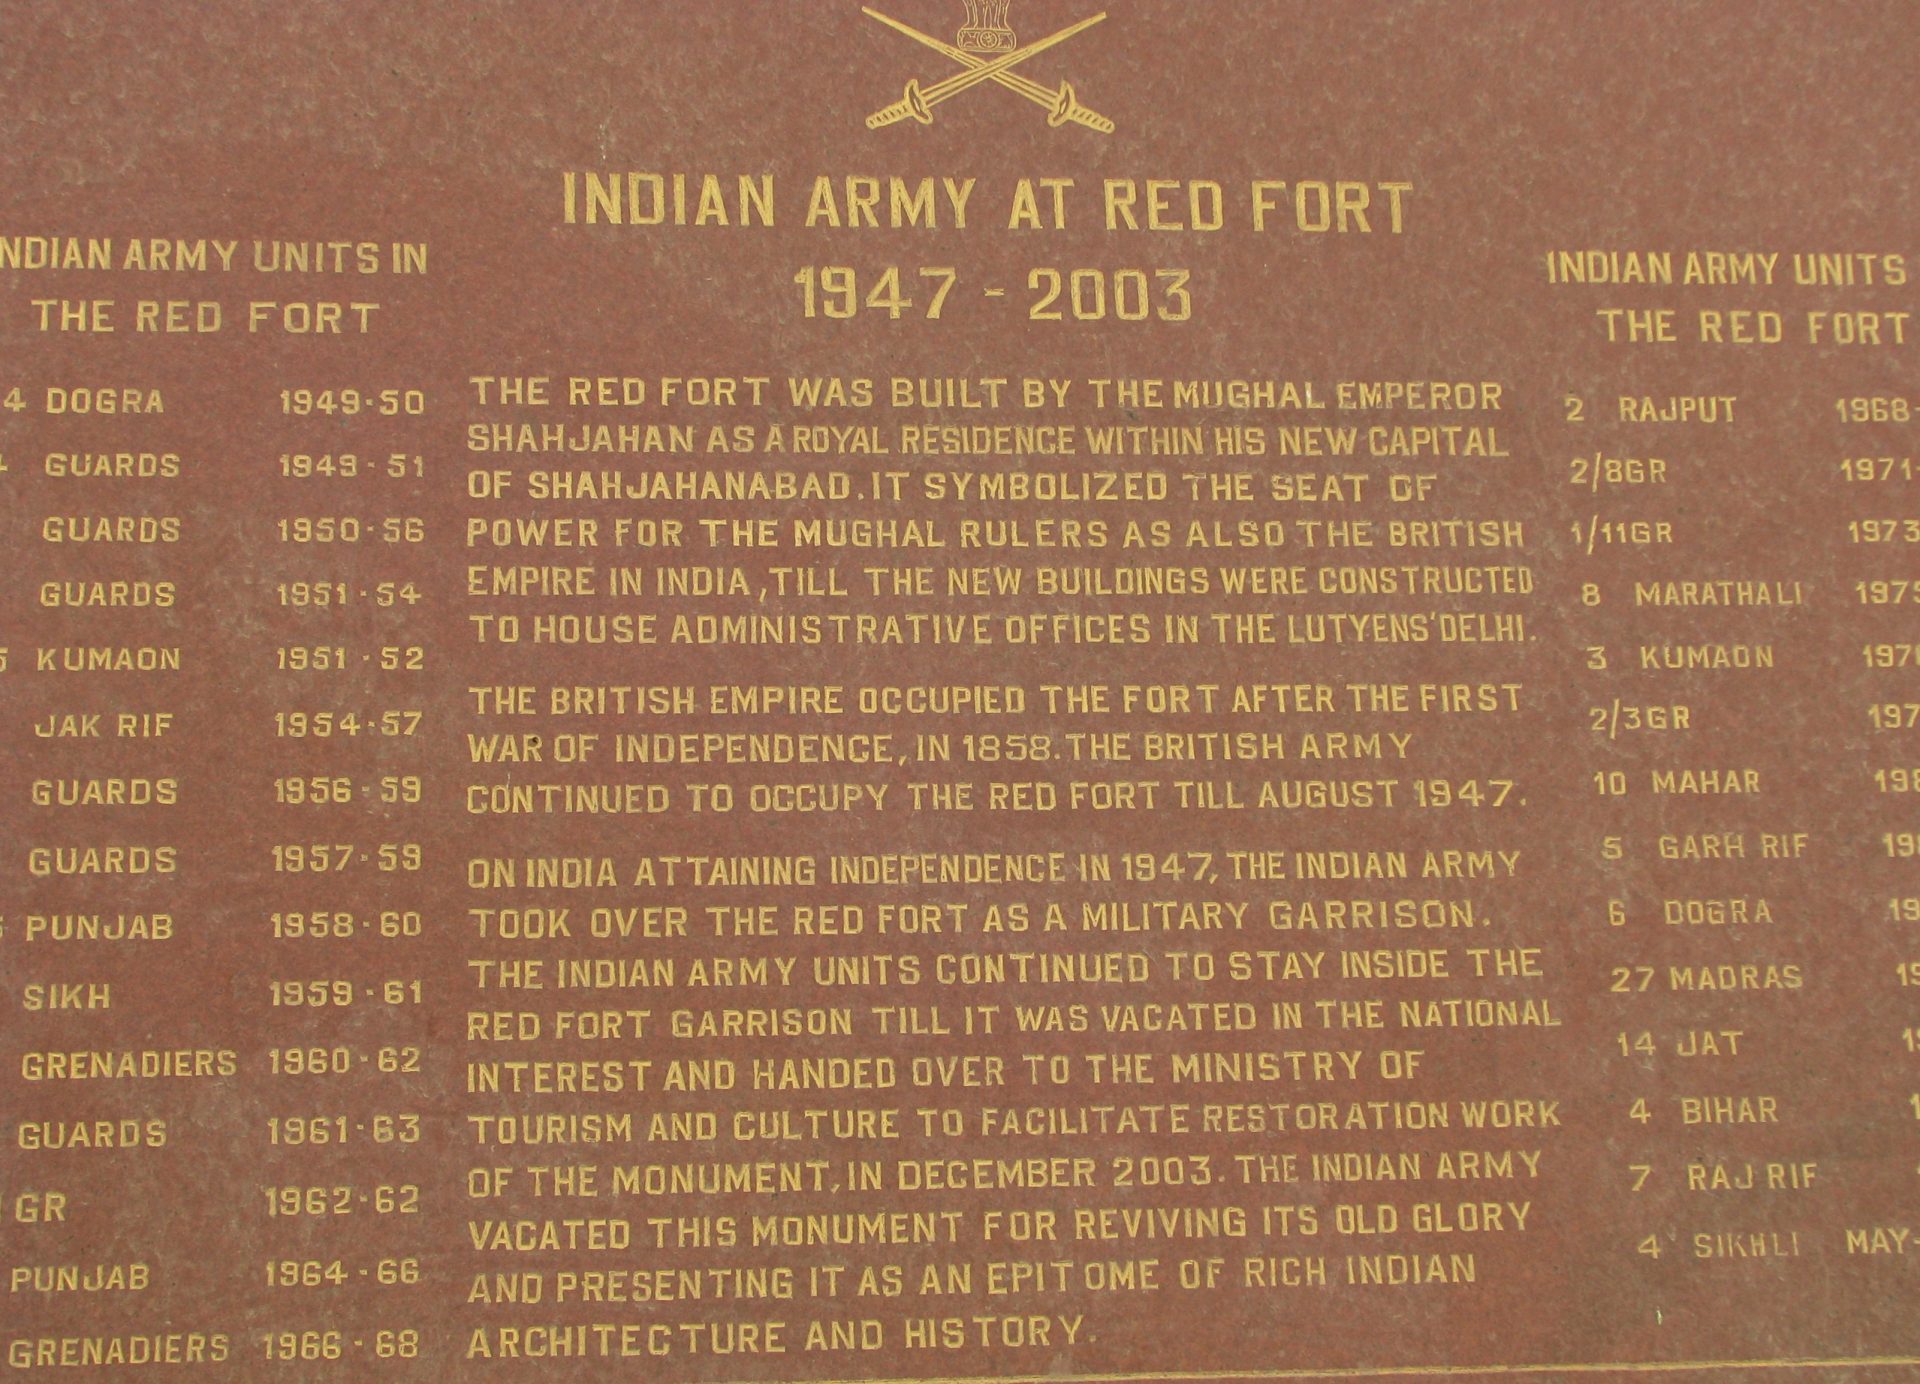 INDIAN ARMY AT RED FORT
1947 - 2003
INDIAN ARMY UNITS IN
THE RED FORT
4 DOGRA 1949-50
GUARDS 1949-51
GUARDS 1950-56
GUARDS 1951-54
5 KUMAON 1951-52
JAK RIF 1954-57
GUARDS 1956-59
GUARDS 1957-59
PUNJAB 1958-60
SIKH 1959-61
GRENADIERS 1960-62
GUARDS 1961-63
GR 1962-62
PUNJAB 1964-66
GRENADIERS 1966-68
THE RED FORT WAS BUILT BY THE MUGHAL EMPEROR
SHAHJAHAN AS A ROYAL RESIDENCE WITHIN HIS NEW CAPITAL
OF SHAHJAHANABAD. IT SYMBOLIZED THE SEAT OF
POWER FOR THE MUGHAL RULERS AS ALSO THE BRITISH
EMPIRE IN INDIA, TILL THE NEW BUILDINGS WERE CONSTRUCTED
TO HOUSE ADMINISTRATIVE OFFICES IN THE LUTYENS'DELHI.
THE BRITISH EMPIRE OCCUPIED THE FORT AFTER THE FIRST
WAR OF INDEPENDENCE, IN 1858. THE BRITISH ARMY
CONTINUED TO OCCUPY THE RED FORT TILL AUGUST 1947.
ON INDIA ATTAINING INDEPENDENCE IN 1947, THE INDIAN ARMY
TOOK OVER THE RED FORT AS A MILITARY GARRISON.
THE INDIAN ARMY UNITS CONTINUED TO STAY INSIDE THE
RED FORT GARRISON TILL IT WAS VACATED IN THE NATIONAL
INTEREST AND HANDED OVER TO THE MINISTRY OF
TOURISM AND CULTURE TO FACILITATE RESTORATION WORK
OF THE MONUMENT, IN DECEMBER 2003. THE INDIAN ARMY
VACATED THIS MONUMENT FOR REVIVING ITS OLD GLORY
AND PRESENTING IT AS AN EPITOME OF RICH INDIAN
ARCHITECTURE AND HISTORY.
INDIAN ARMY UNITS
THE RED FORT
2 RAJPUT 1968-
2/8GR 1971-
1/11GR 1973
8 MARATHALI
3 KUMAON
2/3GR
10 MAHAR
5 GARH RIF
6 DOGRA
27 MADRAS
14 JAT
4 BIHAR
7 RAJ RIF
4 SIKHLI MAY-